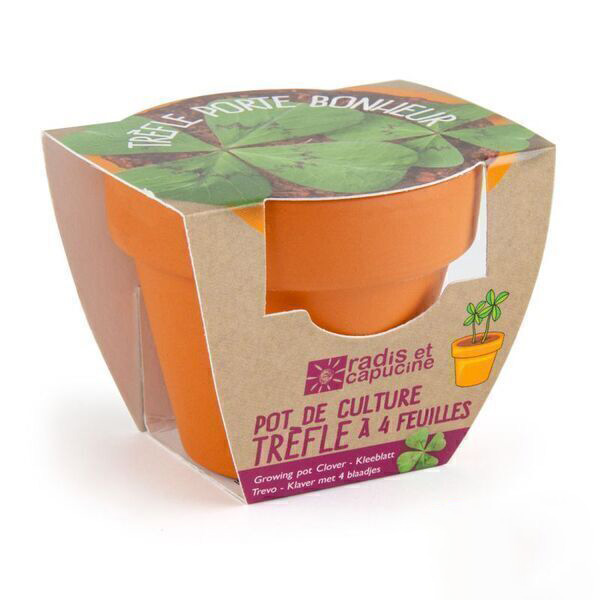 TRÈFLE PORTE BONHEUR
radis et
capucine
POT DE CULTURE
TRÈFLE À 4 FEUILLES
Growing pot Clover - Kleeblatt
Trevo - Klaver met 4 blaadjes